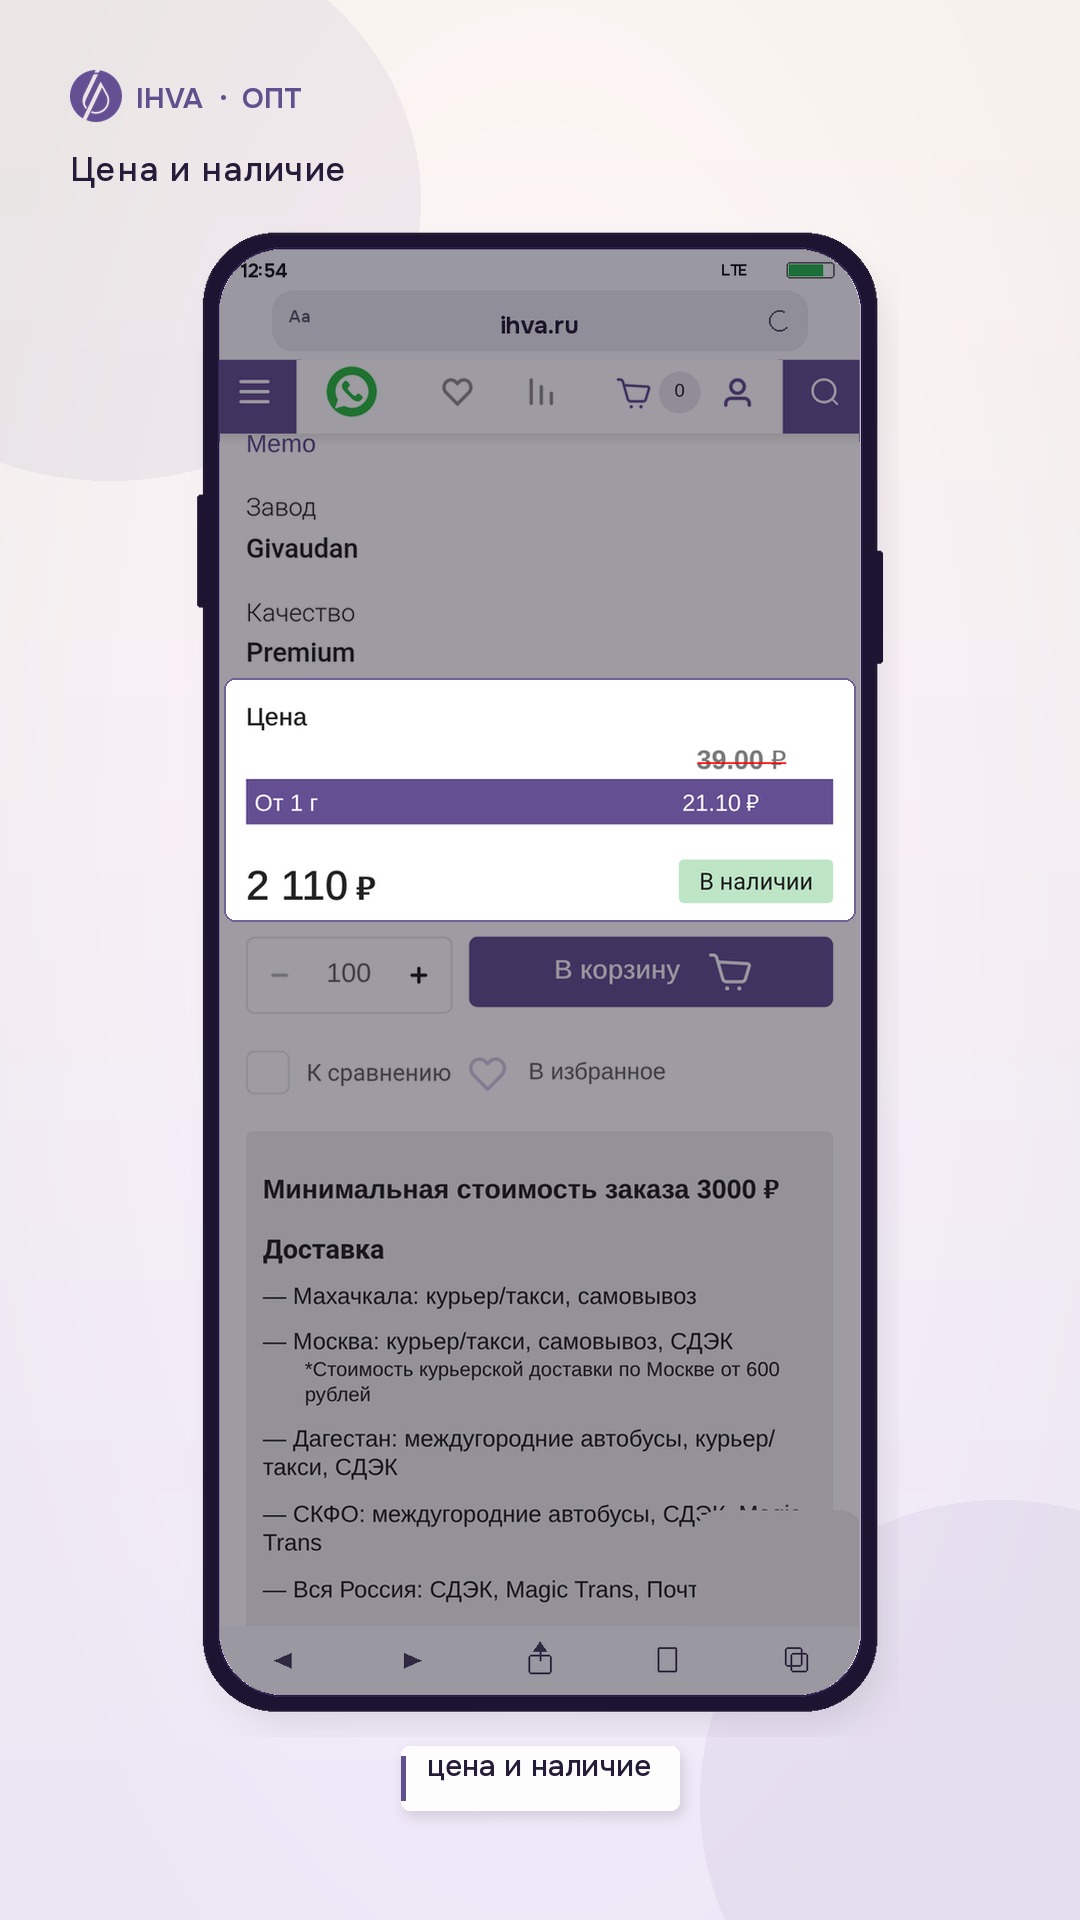 IHVA · ОПТ
Цена и наличие
12:54
LTE
Aa
ihva.ru
0
Memo
Завод
Givaudan
Качество
Premium
Цена
39.00 ₽
От 1 г 21.10 ₽
2 110 ₽
В наличии
− 100 +
В корзину
К сравнению
В избранное
Минимальная стоимость заказа 3000 ₽
Доставка
— Махачкала: курьер/такси, самовывоз
— Москва: курьер/такси, самовывоз, СДЭК
*Стоимость курьерской доставки по Москве от 600
рублей
— Дагестан: междугородние автобусы, курьер/
такси, СДЭК
— СКФО: междугородние автобусы, СДЭК, Magic
Trans
— Вся Россия: СДЭК, Magic Trans, Почт
цена и наличие